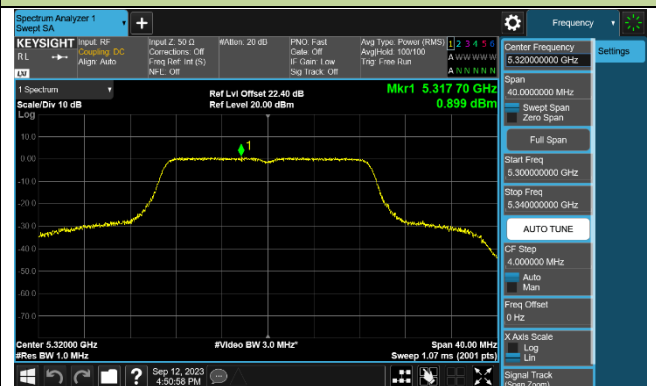 Spectrum Analyzer 1
Swept SA
+
Frequency
KEYSIGHT
RL
LXI
Input: RF
Coupling: DC
Align: Auto
Input Z: 50 Ω
Corrections: Off
Freq Ref: Int (S)
NFE: Off
#Atten: 20 dB
PNO: Fast
Gate: Off
IF Gain: Low
Sig Track: Off
Avg Type: Power (RMS)
Avg|Hold: 100/100
Trig: Free Run
1 2 3 4 5 6
A W W W W W
A N N N N N
1 Spectrum
Scale/Div 10 dB
Log
Ref Lvl Offset 22.40 dB
Ref Level 20.00 dBm
Mkr1 5.317 70 GHz
0.899 dBm
1
10.0
0.00
-10.0
-20.0
-30.0
-40.0
-50.0
-60.0
-70.0
Center 5.32000 GHz
#Res BW 1.0 MHz
#Video BW 3.0 MHz*
Span 40.00 MHz
Sweep 1.07 ms (2001 pts)
Center Frequency
5.320000000 GHz
Settings
Span
40.0000000 MHz
Swept Span
Zero Span
Full Span
Start Freq
5.300000000 GHz
Stop Freq
5.340000000 GHz
AUTO TUNE
CF Step
4.000000 MHz
Auto
Man
Freq Offset
0 Hz
X Axis Scale
Log
Lin
Signal Track
(Span Zoom)
?
Sep 12, 2023
4:50:58 PM